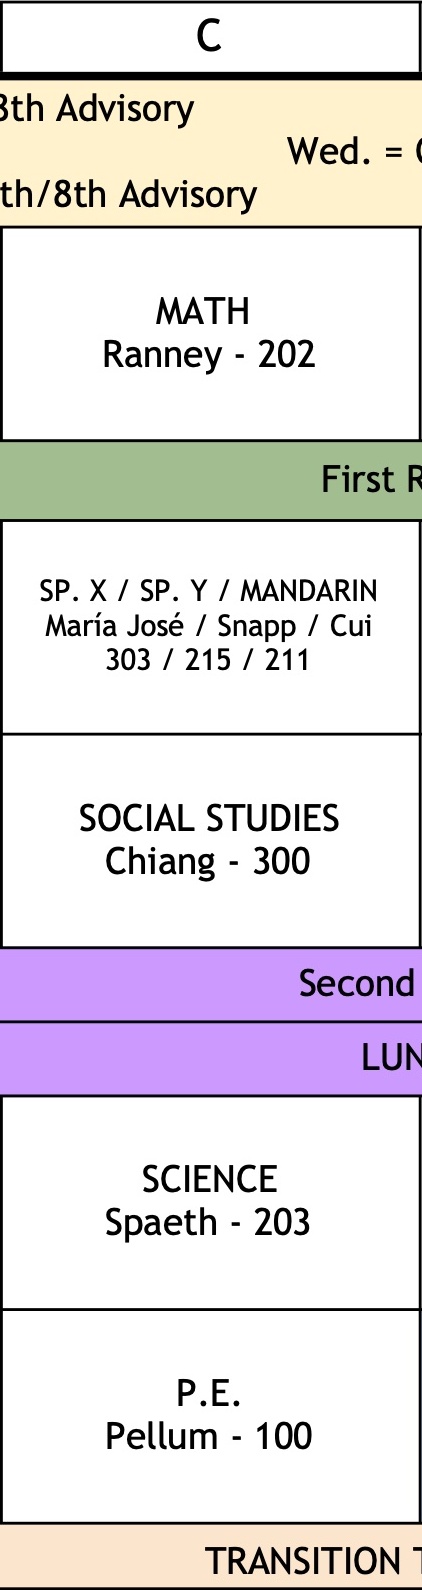 C
8th Advisory
Wed. =
th/8th Advisory
MATH
Ranney - 202
First R
SP. X / SP. Y / MANDARIN
María José / Snapp / Cui
303 / 215 / 211
SOCIAL STUDIES
Chiang - 300
Second
LUN
SCIENCE
Spaeth - 203
P.E.
Pellum - 100
TRANSITION T